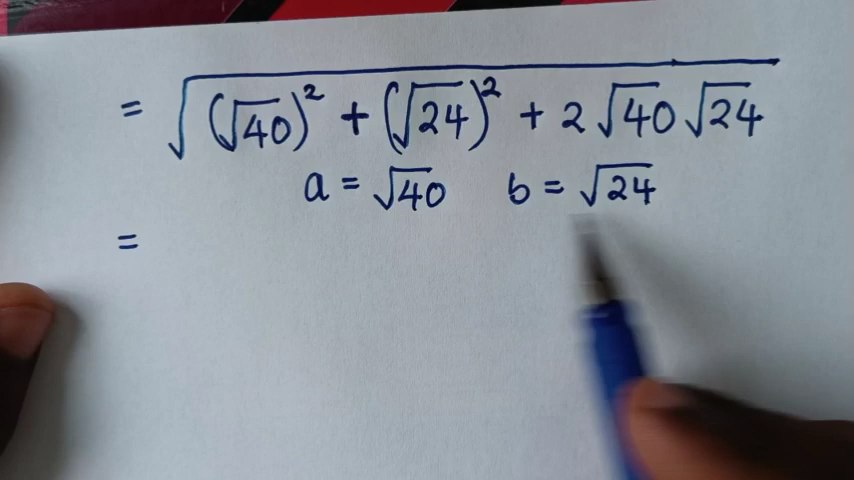 = √((√40)² + (√24)² + 2√40√24)
a = √40 b = √24
=